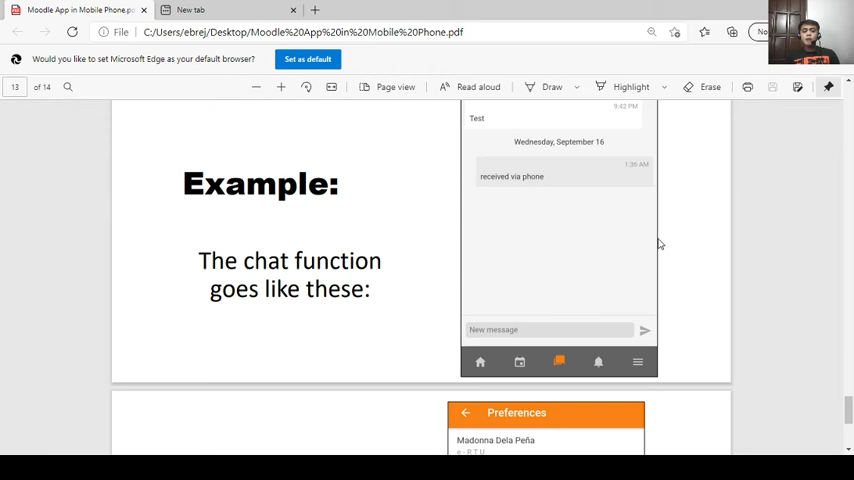 Moodle App in Mobile Phone.pd
New tab
File
C:/Users/ebrej/Desktop/Moodle%20App%20in%20Mobile%20Phone.pdf
No
Would you like to set Microsoft Edge as your default browser?
Set as default
13
of 14
Page view
Read aloud
Draw
Highlight
Erase
9:42 PM
Test
Wednesday, September 16
1:36 AM
received via phone
Example:
The chat function
goes like these:
New message
Preferences
Madonna Dela Peña
e-RTU